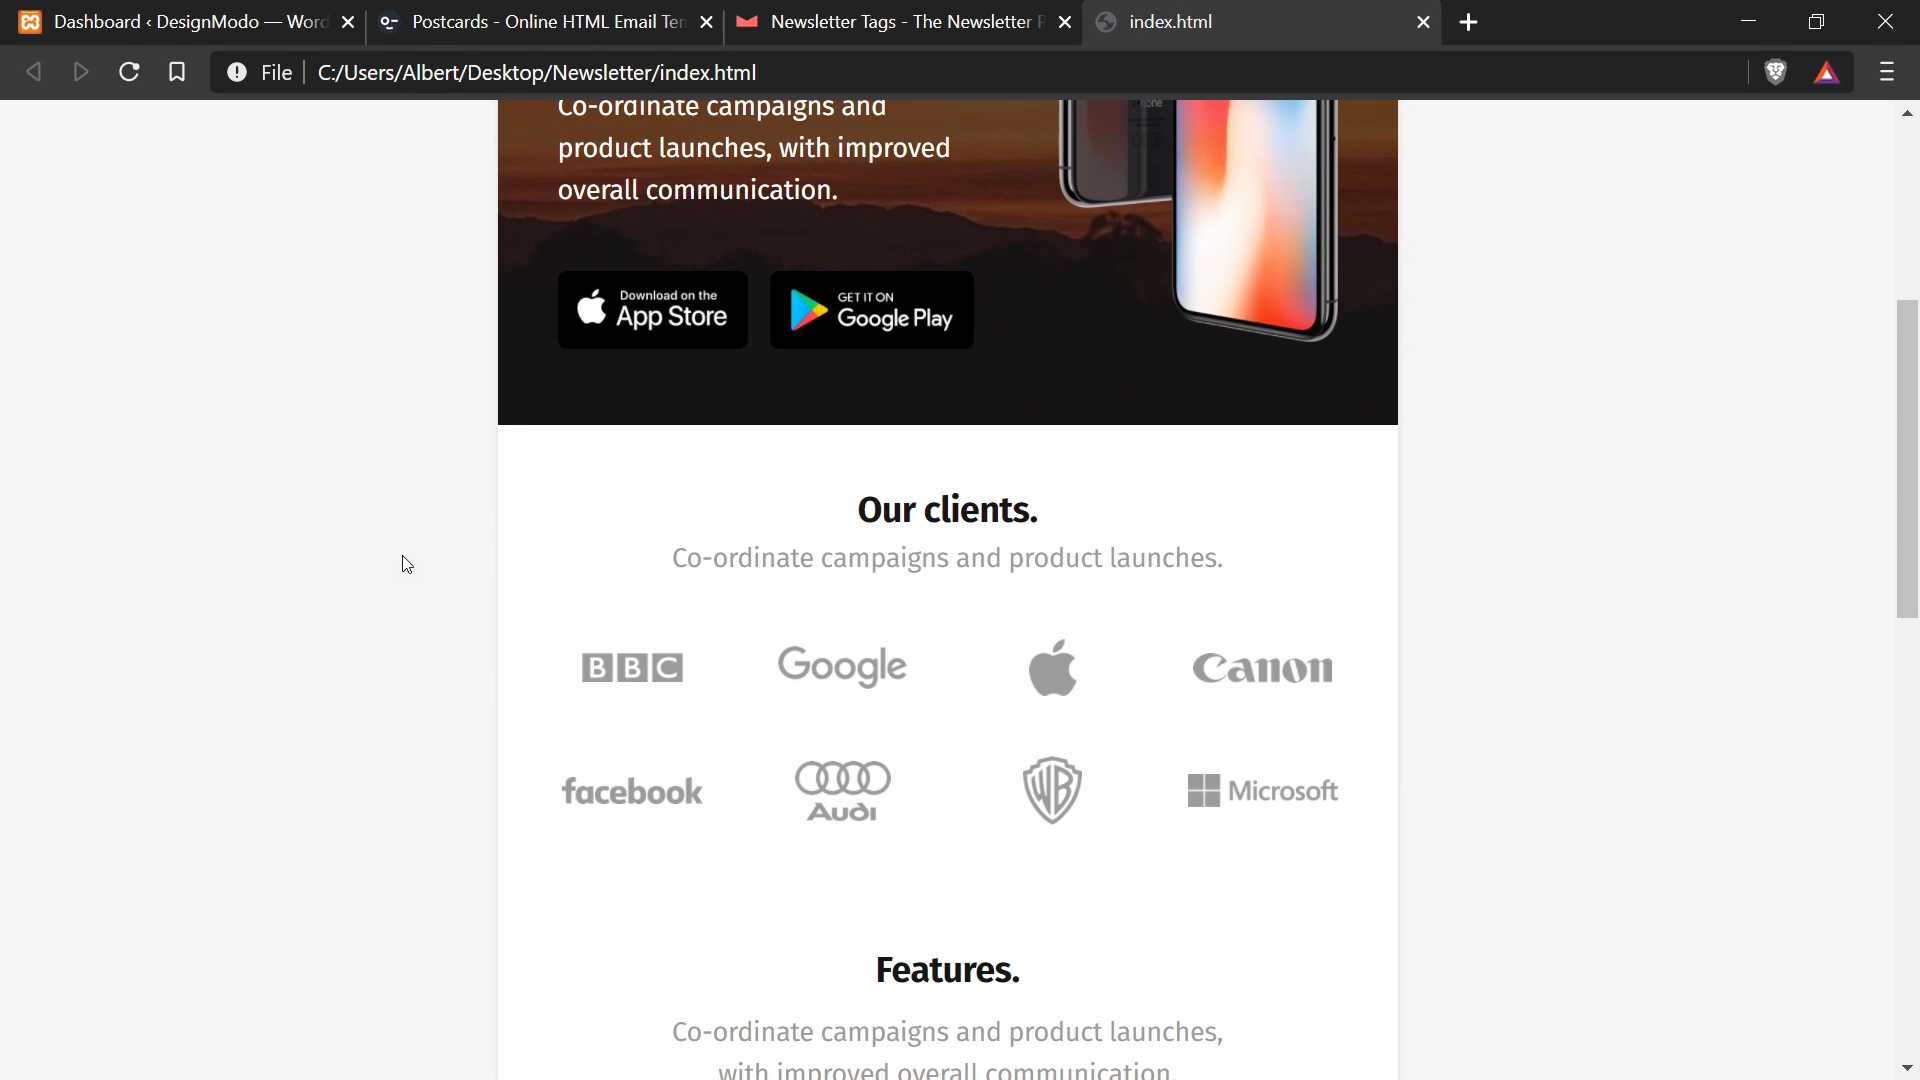 Dashboard ‹ DesignModo — Word
Postcards - Online HTML Email Tem
Newsletter Tags - The Newsletter P
index.html
File
C:/Users/Albert/Desktop/Newsletter/index.html
Co-ordinate campaigns and
product launches, with improved
overall communication.
Download on the
App Store
GET IT ON
Google Play
Our clients.
Co-ordinate campaigns and product launches.
BBC
Google
Canon
facebook
Audi
WB
Microsoft
Features.
Co-ordinate campaigns and product launches,
with improved overall communication.